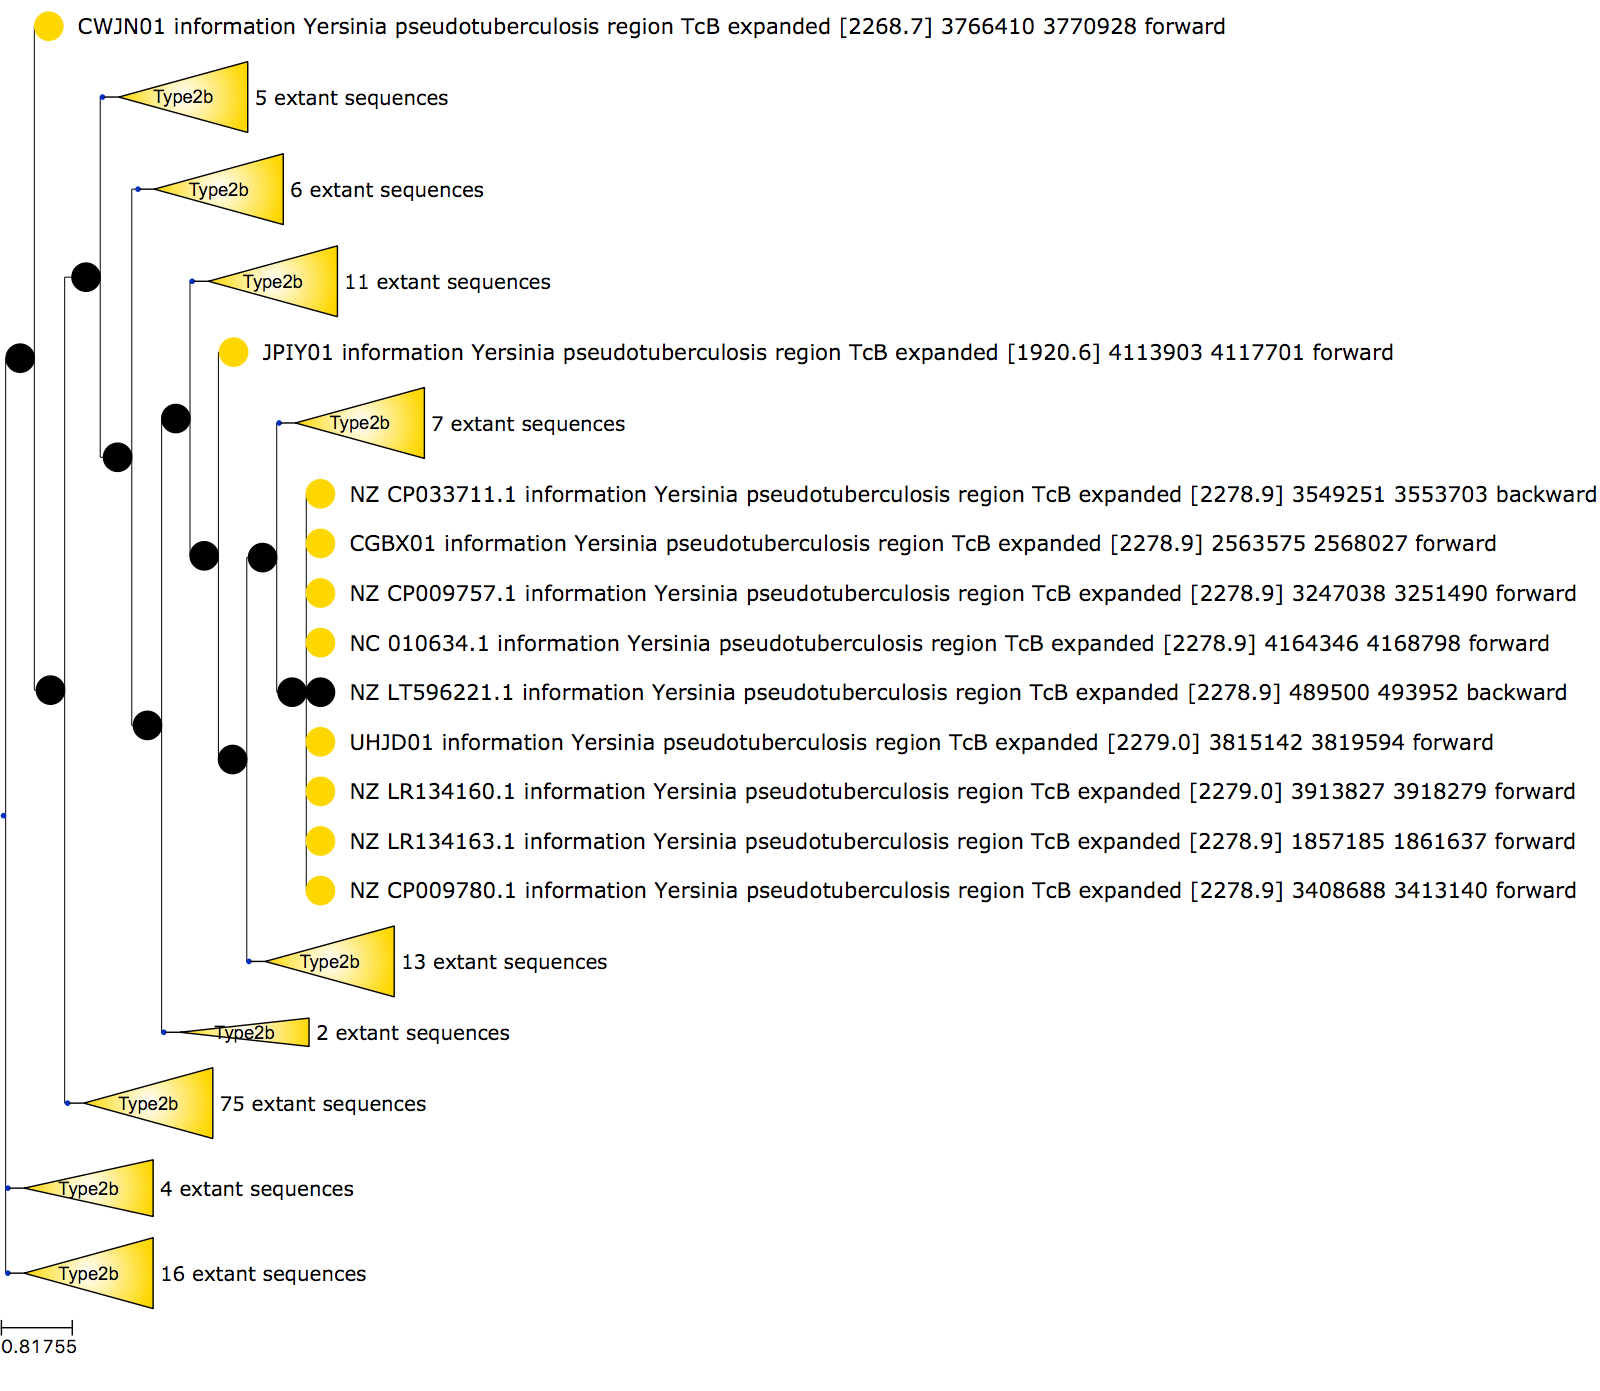 CWJN01 information Yersinia pseudotuberculosis region TcB expanded [2268.7] 3766410 3770928 forward
Type2b 5 extant sequences
Type2b 6 extant sequences
Type2b 11 extant sequences
JPIY01 information Yersinia pseudotuberculosis region TcB expanded [1920.6] 4113903 4117701 forward
Type2b 7 extant sequences
NZ CP033711.1 information Yersinia pseudotuberculosis region TcB expanded [2278.9] 3549251 3553703 backward
CGBX01 information Yersinia pseudotuberculosis region TcB expanded [2278.9] 2563575 2568027 forward
NZ CP009757.1 information Yersinia pseudotuberculosis region TcB expanded [2278.9] 3247038 3251490 forward
NC 010634.1 information Yersinia pseudotuberculosis region TcB expanded [2278.9] 4164346 4168798 forward
NZ LT596221.1 information Yersinia pseudotuberculosis region TcB expanded [2278.9] 489500 493952 backward
UHJD01 information Yersinia pseudotuberculosis region TcB expanded [2279.0] 3815142 3819594 forward
NZ LR134160.1 information Yersinia pseudotuberculosis region TcB expanded [2279.0] 3913827 3918279 forward
NZ LR134163.1 information Yersinia pseudotuberculosis region TcB expanded [2278.9] 1857185 1861637 forward
NZ CP009780.1 information Yersinia pseudotuberculosis region TcB expanded [2278.9] 3408688 3413140 forward
Type2b 13 extant sequences
Type2b 2 extant sequences
Type2b 75 extant sequences
Type2b 4 extant sequences
Type2b 16 extant sequences
0.81755